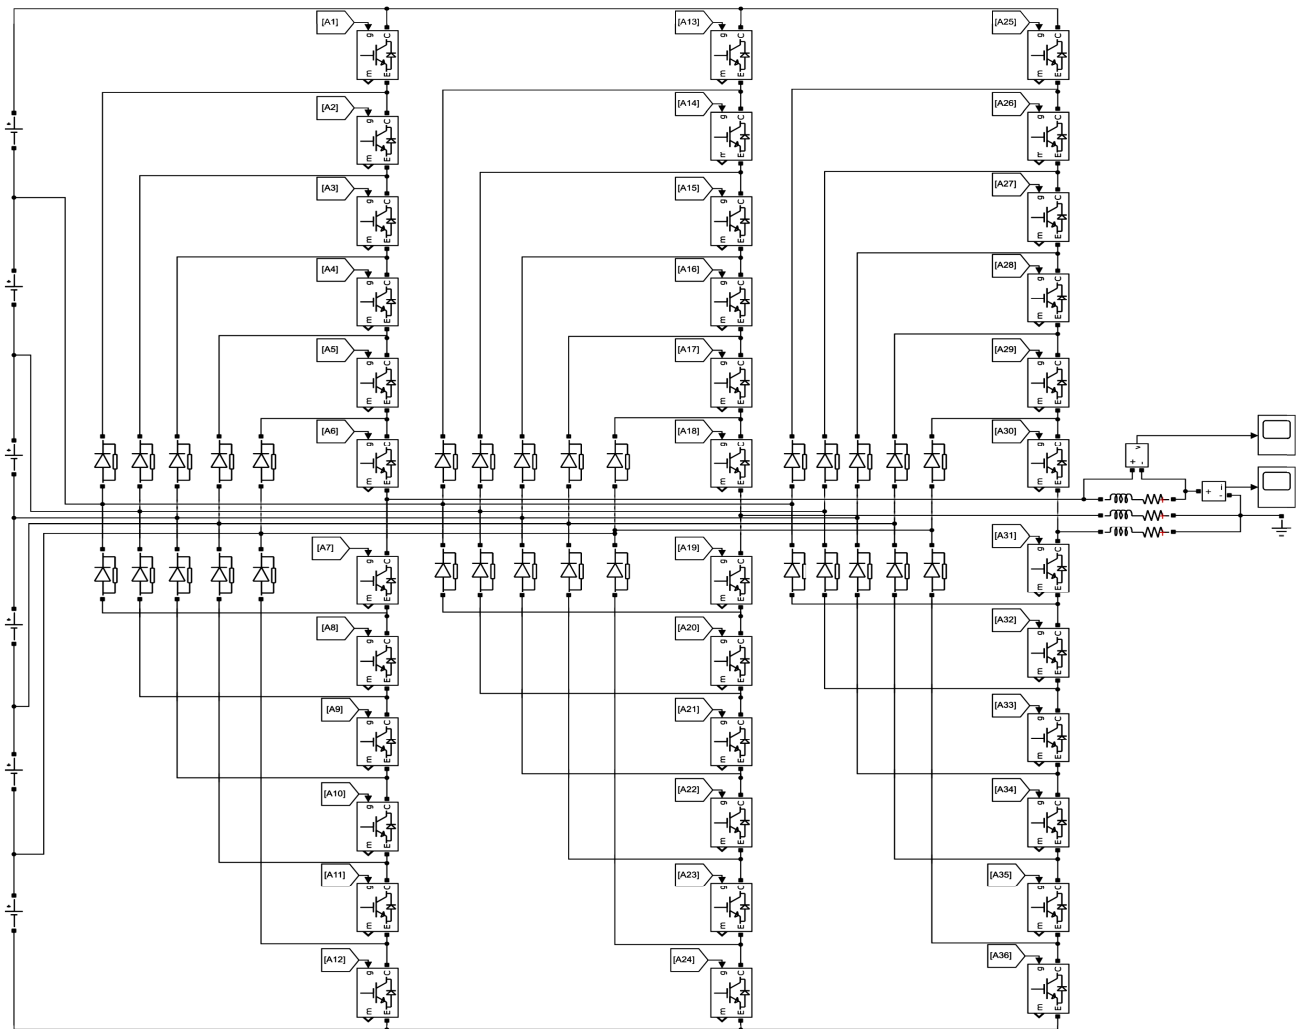 [A1] [A13] [A25]
g C g C g C
m E m E m E
[A2] [A14] [A26]
g C g C g C
m E m E m E
[A3] [A15] [A27]
g C g C g C
m E m E m E
[A4] [A16] [A28]
g C g C g C
m E m E m E
[A5] [A17] [A29]
g C g C g C
m E m E m E
[A6] [A18] [A30]
g C g C g C
v
+ -
m E m E m E
i
+
-
[A7] [A19] [A31]
g C g C g C
m E m E m E
[A8] [A20] [A32]
g C g C g C
m E m E m E
[A9] [A21] [A33]
g C g C g C
m E m E m E
[A10] [A22] [A34]
g C g C g C
m E m E m E
[A11] [A23] [A35]
g C g C g C
m E m E m E
[A12] [A24] [A36]
g C g C g C
m E m E m E